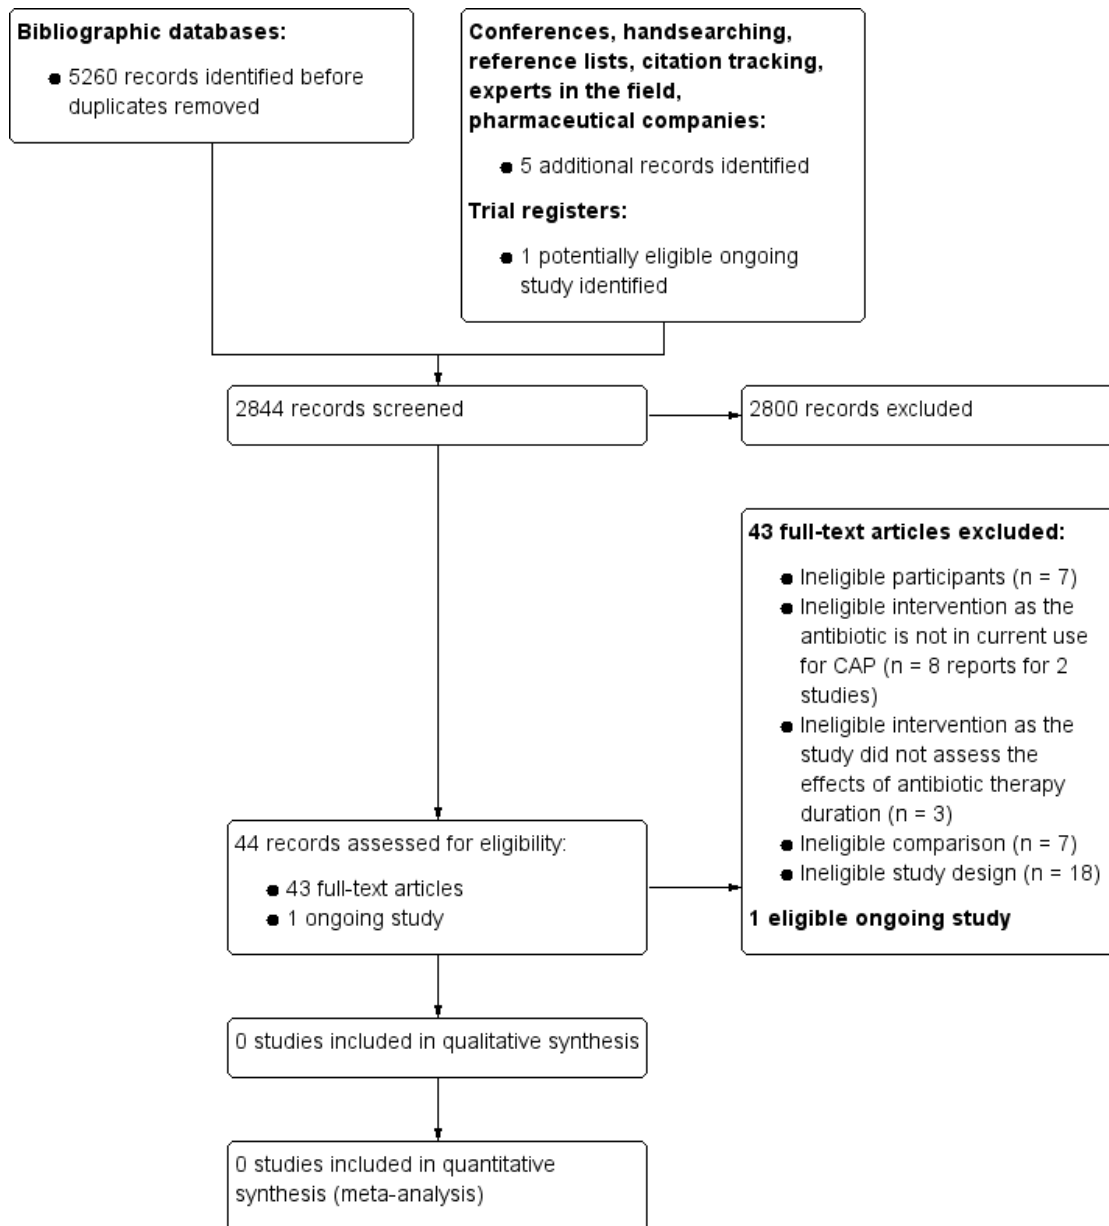 Bibliographic databases:
● 5260 records identified before
duplicates removed
Conferences, handsearching,
reference lists, citation tracking,
experts in the field,
pharmaceutical companies:
● 5 additional records identified
Trial registers:
● 1 potentially eligible ongoing
study identified
2844 records screened
2800 records excluded
43 full-text articles excluded:
● Ineligible participants (n = 7)
● Ineligible intervention as the
antibiotic is not in current use
for CAP (n = 8 reports for 2
studies)
● Ineligible intervention as the
study did not assess the
effects of antibiotic therapy
duration (n = 3)
● Ineligible comparison (n = 7)
● Ineligible study design (n = 18)
1 eligible ongoing study
44 records assessed for eligibility:
● 43 full-text articles
● 1 ongoing study
0 studies included in qualitative synthesis
0 studies included in quantitative
synthesis (meta-analysis)